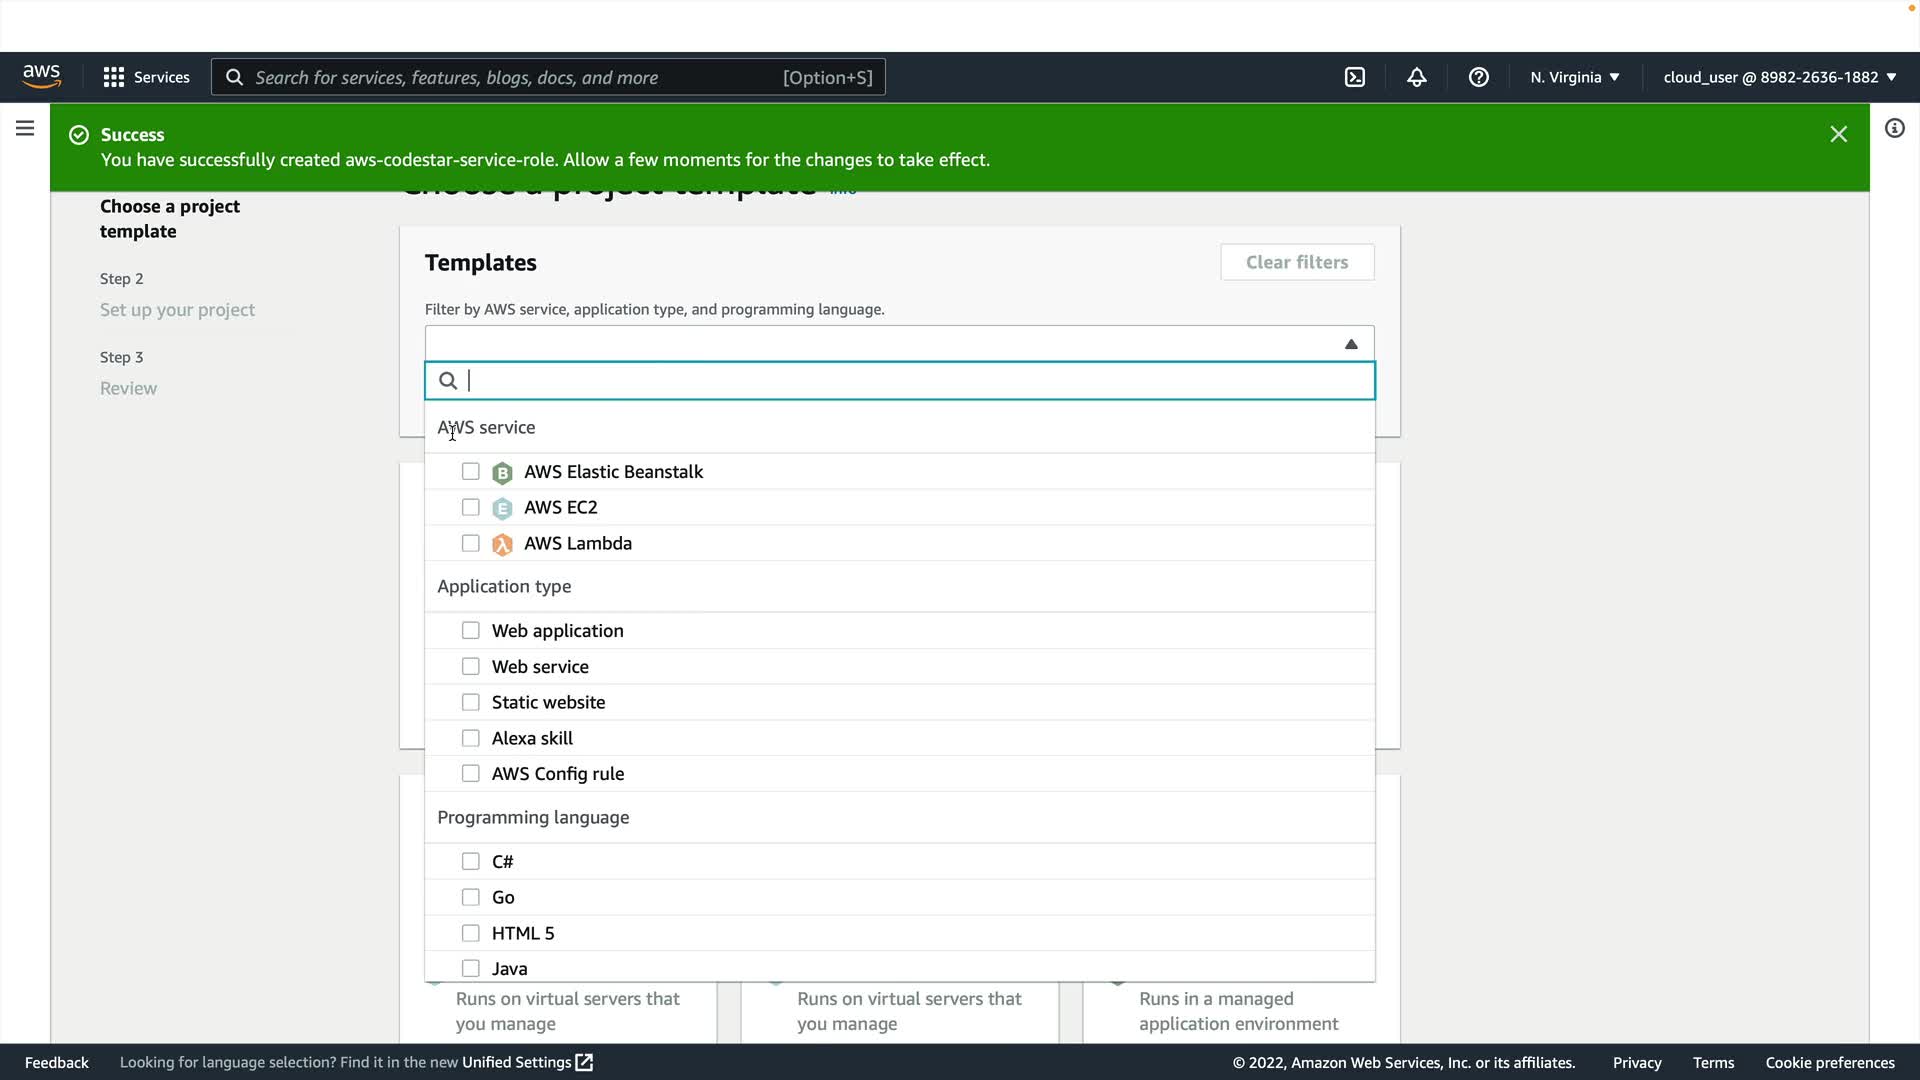 aws
Services
Search for services, features, blogs, docs, and more
[Option+S]
N. Virginia
cloud_user @ 8982-2636-1882
Success
You have successfully created aws-codestar-service-role. Allow a few moments for the changes to take effect.
Choose a project template Info
Choose a project
template
Step 2
Set up your project
Step 3
Review
Templates
Clear filters
Filter by AWS service, application type, and programming language.
AWS service
AWS Elastic Beanstalk
AWS EC2
AWS Lambda
Application type
Web application
Web service
Static website
Alexa skill
AWS Config rule
Programming language
C#
Go
HTML 5
Java
Runs on virtual servers that
you manage
Runs on virtual servers that
you manage
Runs in a managed
application environment
Feedback
Looking for language selection? Find it in the new Unified Settings
© 2022, Amazon Web Services, Inc. or its affiliates.
Privacy
Terms
Cookie preferences